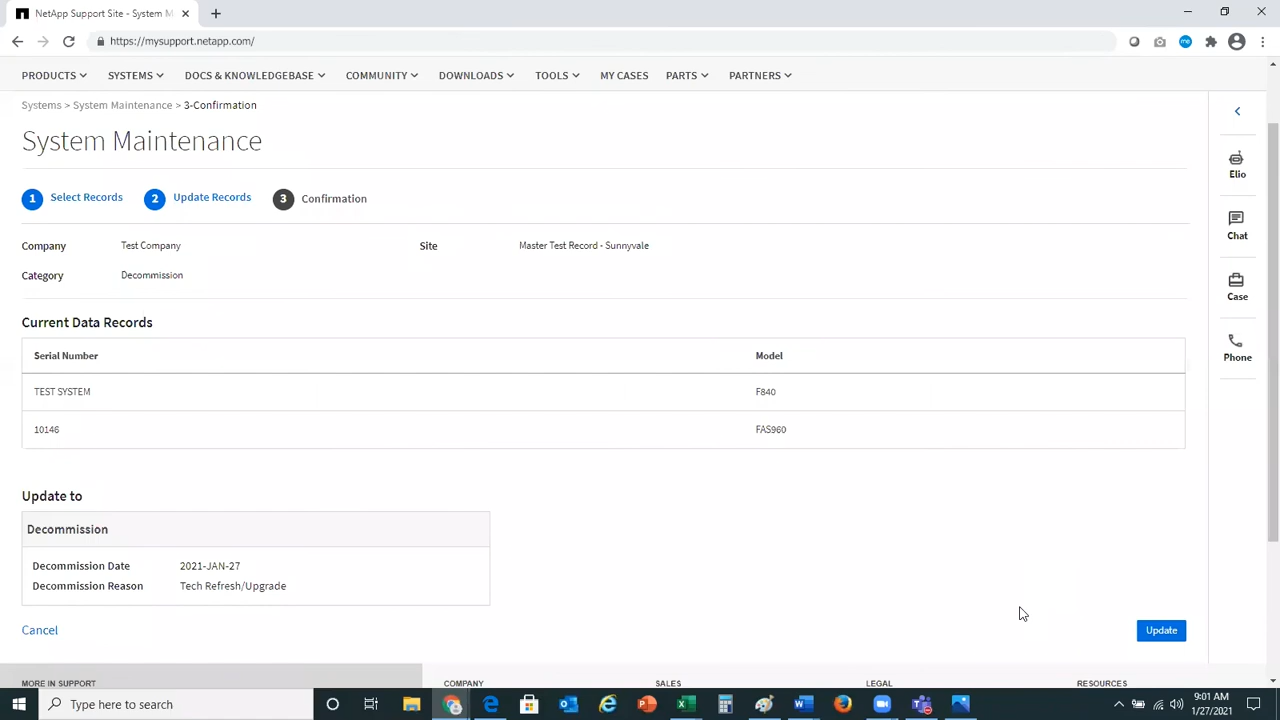 NetApp Support Site - System M
https://mysupport.netapp.com/
PRODUCTS SYSTEMS DOCS & KNOWLEDGEBASE COMMUNITY DOWNLOADS TOOLS MY CASES PARTS PARTNERS
Systems > System Maintenance > 3-Confirmation
System Maintenance
1 Select Records 2 Update Records 3 Confirmation
Company Test Company Site Master Test Record - Sunnyvale
Category Decommission
Current Data Records
Serial Number Model
TEST SYSTEM F840
10146 FAS960
Update to
Decommission
Decommission Date 2021-JAN-27
Decommission Reason Tech Refresh/Upgrade
Cancel Update
Elio
Chat
Case
Phone
MORE IN SUPPORT COMPANY SALES LEGAL RESOURCES
Type here to search
9:01 AM
1/27/2021